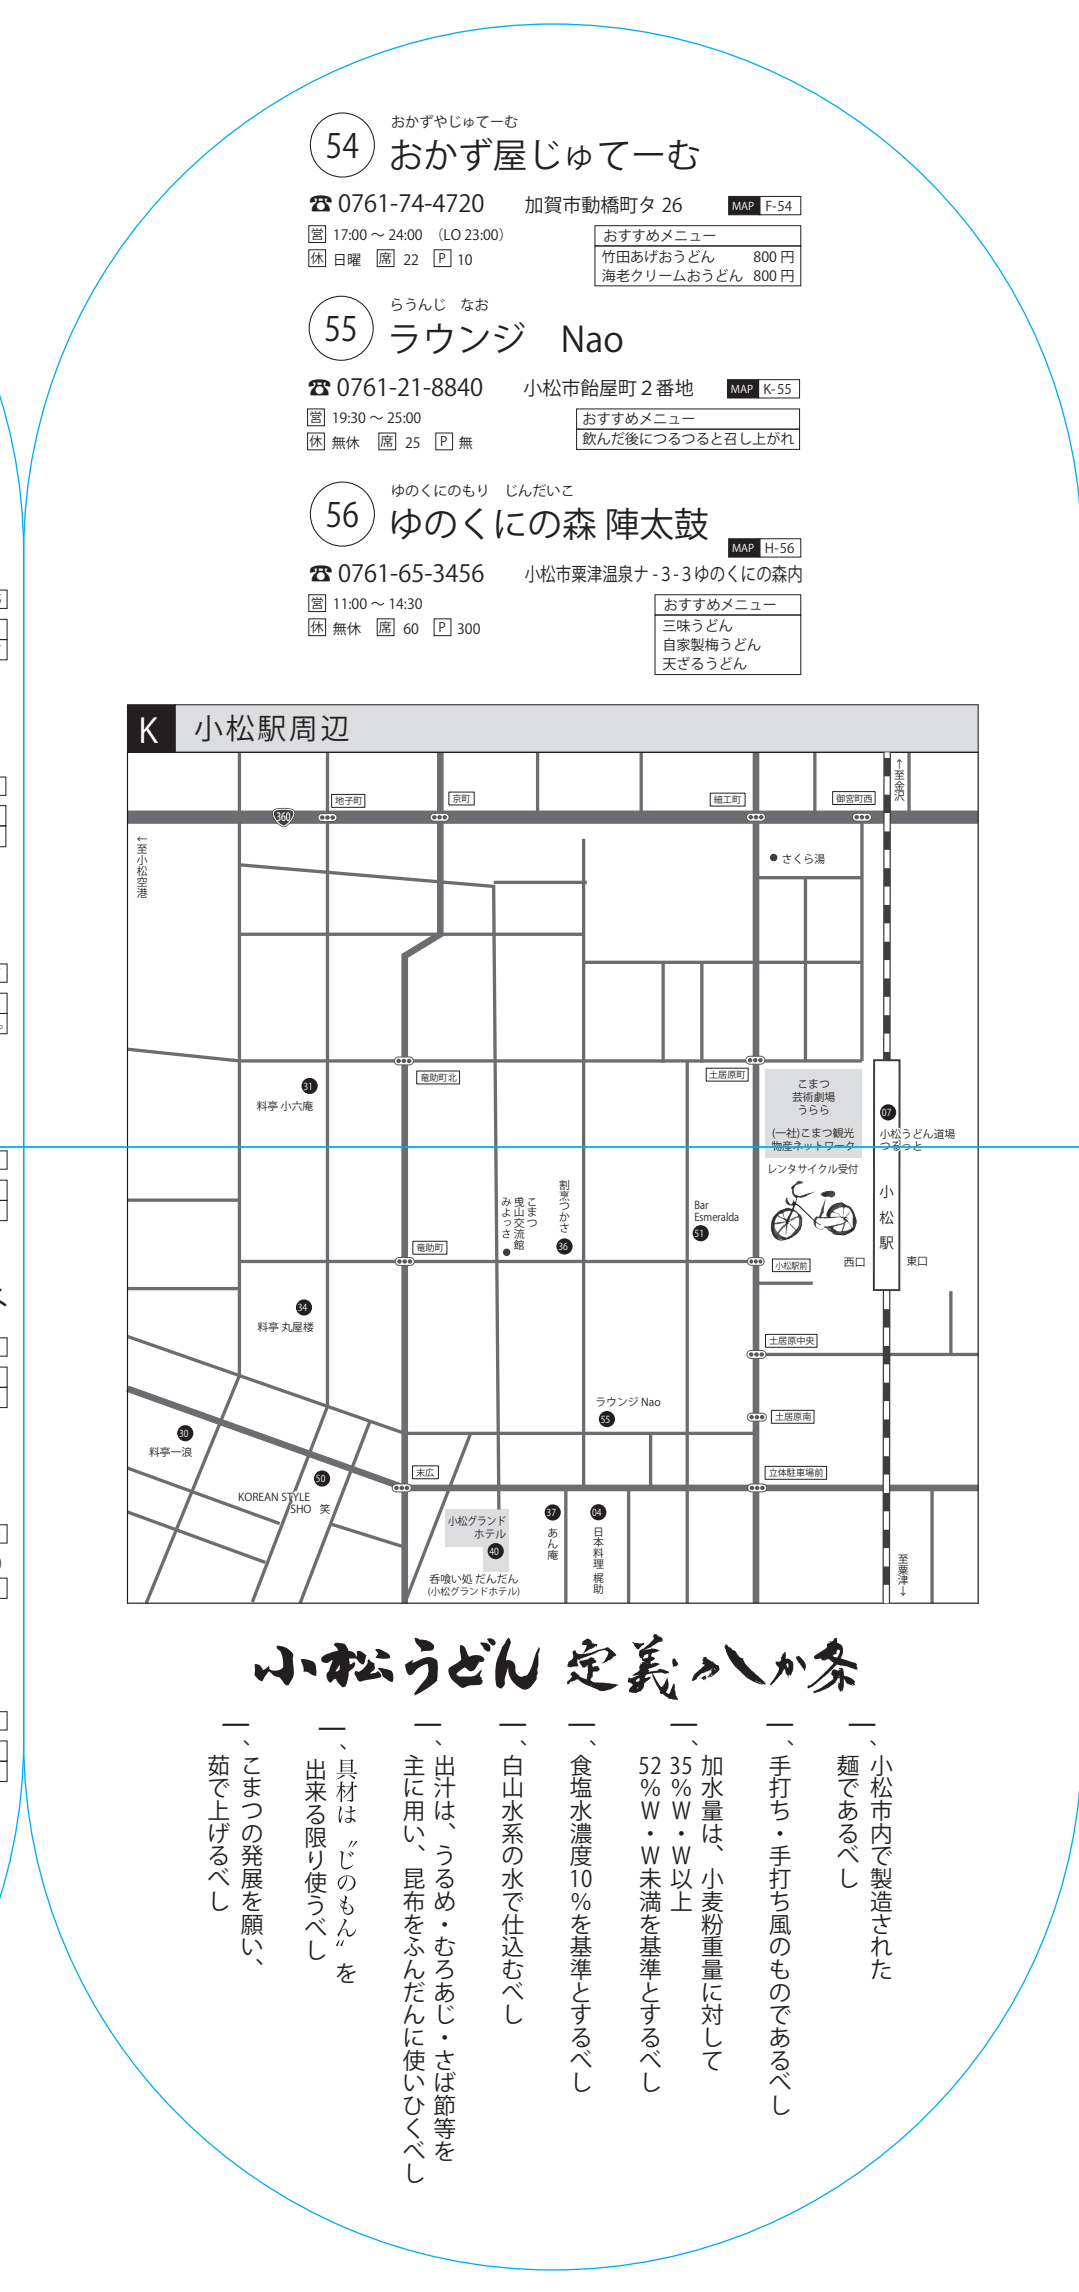 おかずやじゅてーむ
54 おかず屋じゅてーむ
☎ 0761-74-4720 加賀市動橋町タ 26 MAP F-54
営 17:00 ～ 24:00 （LO 23:00）
休 日曜 席 22 P 10
おすすめメニュー
竹田あげおうどん 800 円
海老クリームおうどん 800 円
らうんじ なお
55 ラウンジ Nao
☎ 0761-21-8840 小松市飴屋町２番地 MAP K-55
営 19:30 ～ 25:00
休 無休 席 25 P 無
おすすめメニュー
飲んだ後につるつると召し上がれ
ゆのくにのもり じんだいこ
56 ゆのくにの森 陣太鼓
MAP H-56
☎ 0761-65-3456 小松市粟津温泉ナ - 3 - 3 ゆのくにの森内
営 11:00 ～ 14:30
休 無休 席 60 P 300
おすすめメニュー
三味うどん
自家製梅うどん
天ざるうどん
K 小松駅周辺
地子町
京町
細工町
御宮町西
↑至金沢
360
←至小松空港
さくら湯
竜助町北
土居原町
31
料亭 小六庵
こまつ
芸術劇場
うらら
(一社)こまつ観光
物産ネットワーク
レンタサイクル受付
07
小松うどん道場
つるっと
小松駅
西口
東口
こまつ
曳山交流館
みよっさ
割烹つかさ
36
Bar
Esmeralda
51
竜助町
小松駅前
34
料亭 丸屋楼
土居原中央
ラウンジ Nao
55
土居原南
30
料亭一浪
50
KOREAN STYLE
SHO 笑
末広
立体駐車場前
小松グランド
ホテル
40
呑喰い処 だんだん
(小松グランドホテル)
37
あん庵
04
日本料理 梶助
至粟津→
小松うどん 定義の八か条
一、小松市内で製造された
麺であるべし
一、手打ち・手打ち風のものであるべし
一、加水量は、小麦粉重量に対して
35％W・W以上
52％W・W未満を基準とするべし
一、食塩水濃度10％を基準とするべし
一、白山水系の水で仕込むべし
一、出汁は、うるめ・むろあじ・さば節等を
主に用い、昆布をふんだんに使いひくべし
一、具材は〝じのもん〟を
出来る限り使うべし
一、こまつの発展を願い、
茹で上げるべし